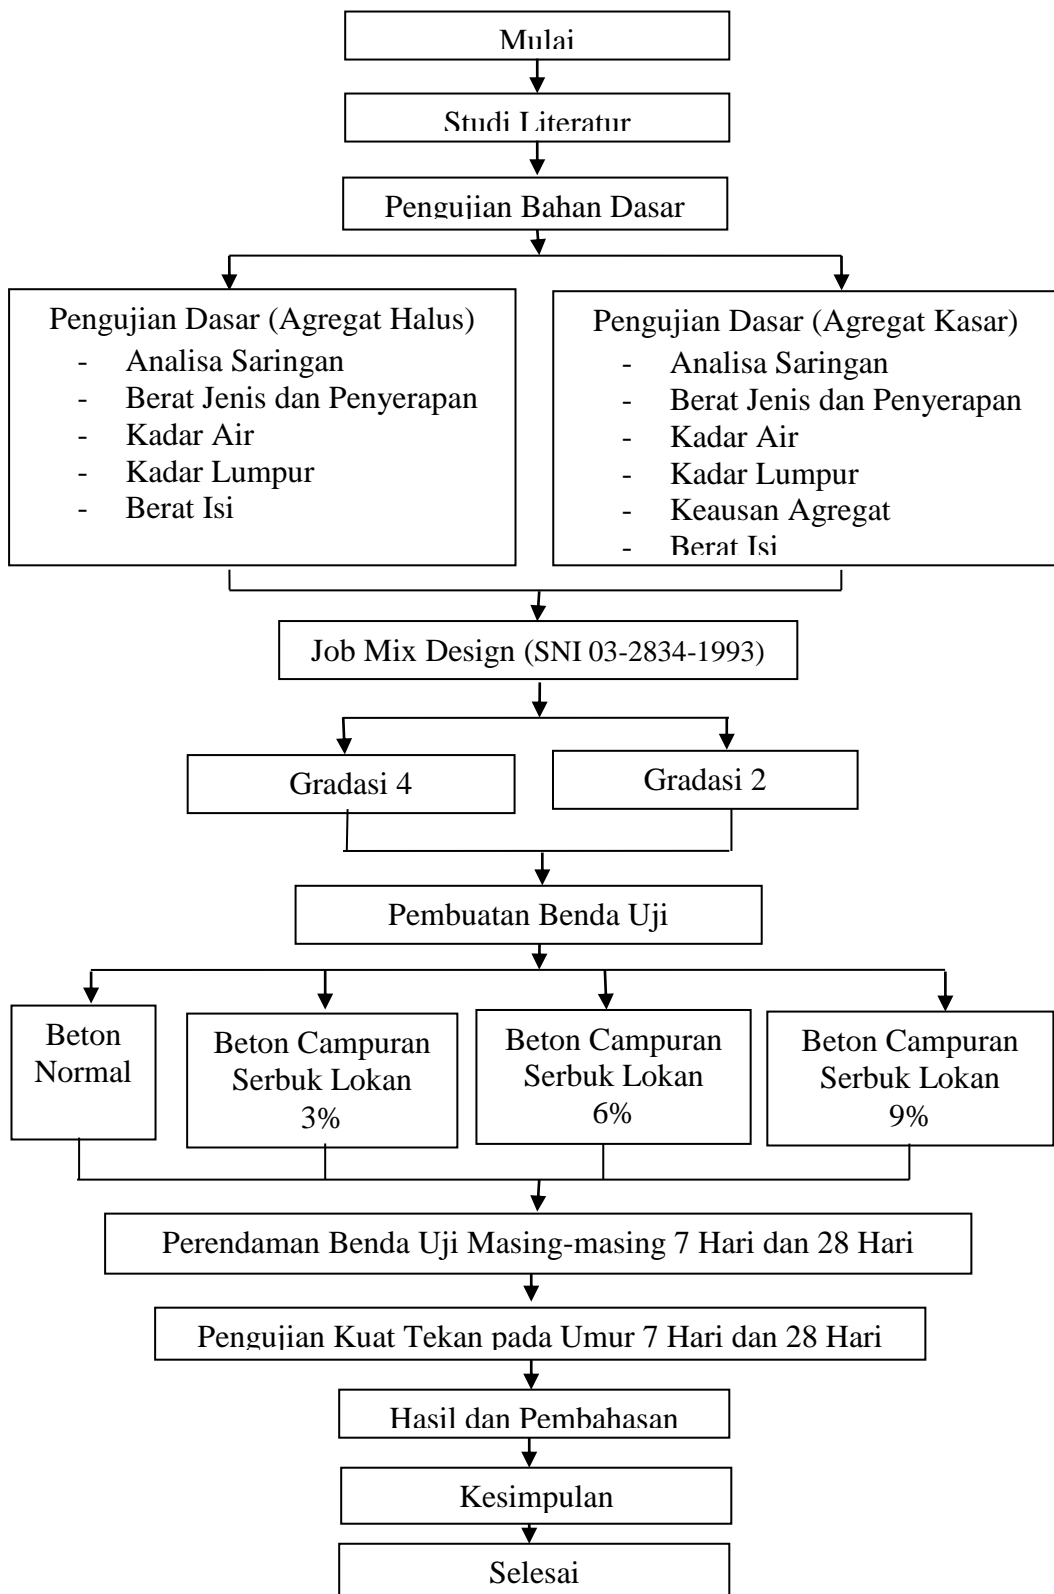 Mulai
Studi Literatur
Pengujian Bahan Dasar
Pengujian Dasar (Agregat Halus)
- Analisa Saringan
- Berat Jenis dan Penyerapan
- Kadar Air
- Kadar Lumpur
- Berat Isi
Pengujian Dasar (Agregat Kasar)
- Analisa Saringan
- Berat Jenis dan Penyerapan
- Kadar Air
- Kadar Lumpur
- Keausan Agregat
- Berat Isi
Job Mix Design (SNI 03-2834-1993)
Gradasi 4
Gradasi 2
Pembuatan Benda Uji
Beton
Normal
Beton Campuran
Serbuk Lokan
3%
Beton Campuran
Serbuk Lokan
6%
Beton Campuran
Serbuk Lokan
9%
Perendaman Benda Uji Masing-masing 7 Hari dan 28 Hari
Pengujian Kuat Tekan pada Umur 7 Hari dan 28 Hari
Hasil dan Pembahasan
Kesimpulan
Selesai